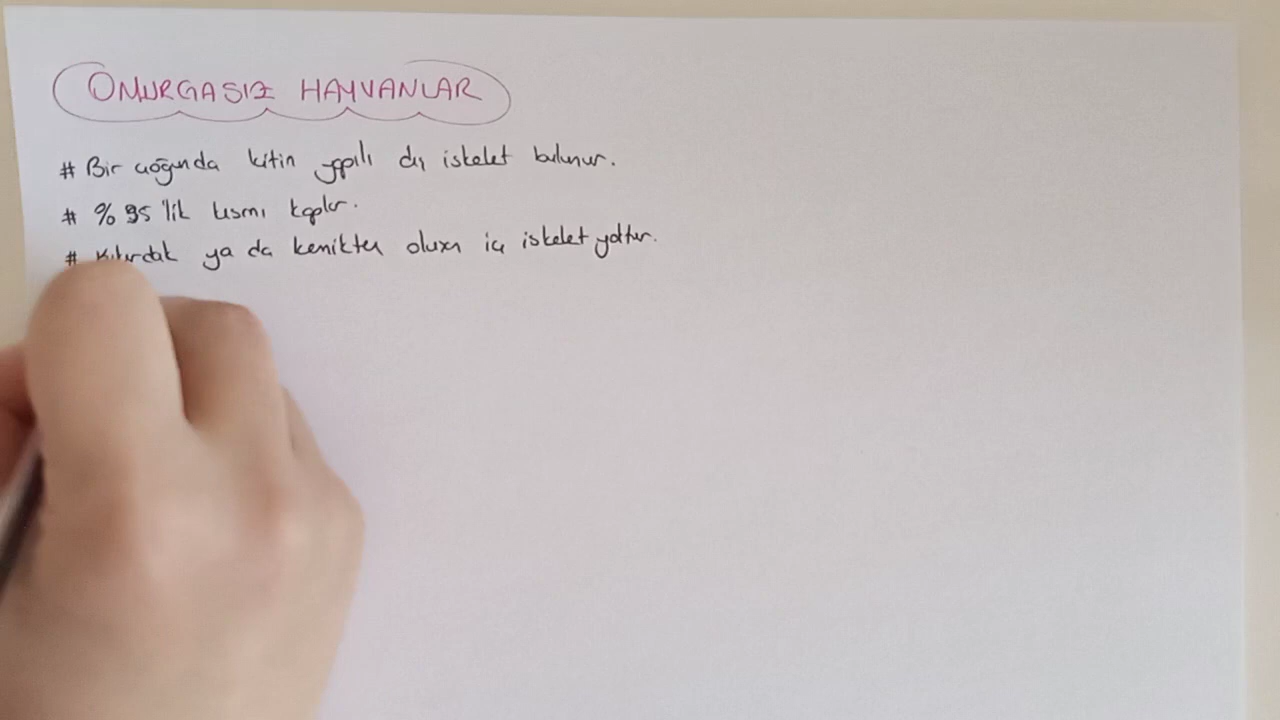 OMURGASIZ HAYVANLAR
# Bir çoğunda kitin yapılı dış iskelet bulunur.
# % 95'lik kısmı kaplar.
# Kıkırdak ya da kemikten oluşan iç iskelet yoktur.